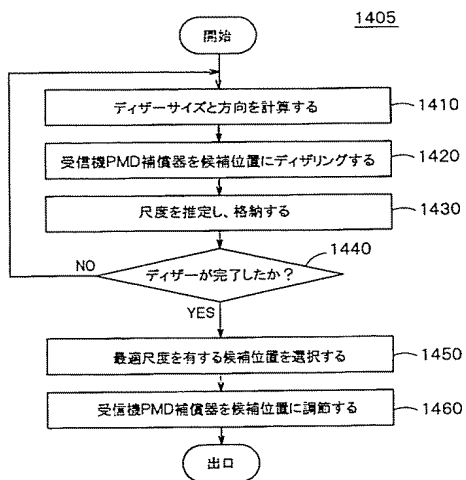 1405
開始
ディザーサイズと方向を計算する
1410
受信機PMD補償器を候補位置にディザリングする
1420
尺度を推定し、格納する
1430
1440
ディザーが完了したか?
NO
YES
最適尺度を有する候補位置を選択する
1450
受信機PMD補償器を候補位置に調節する
1460
出口